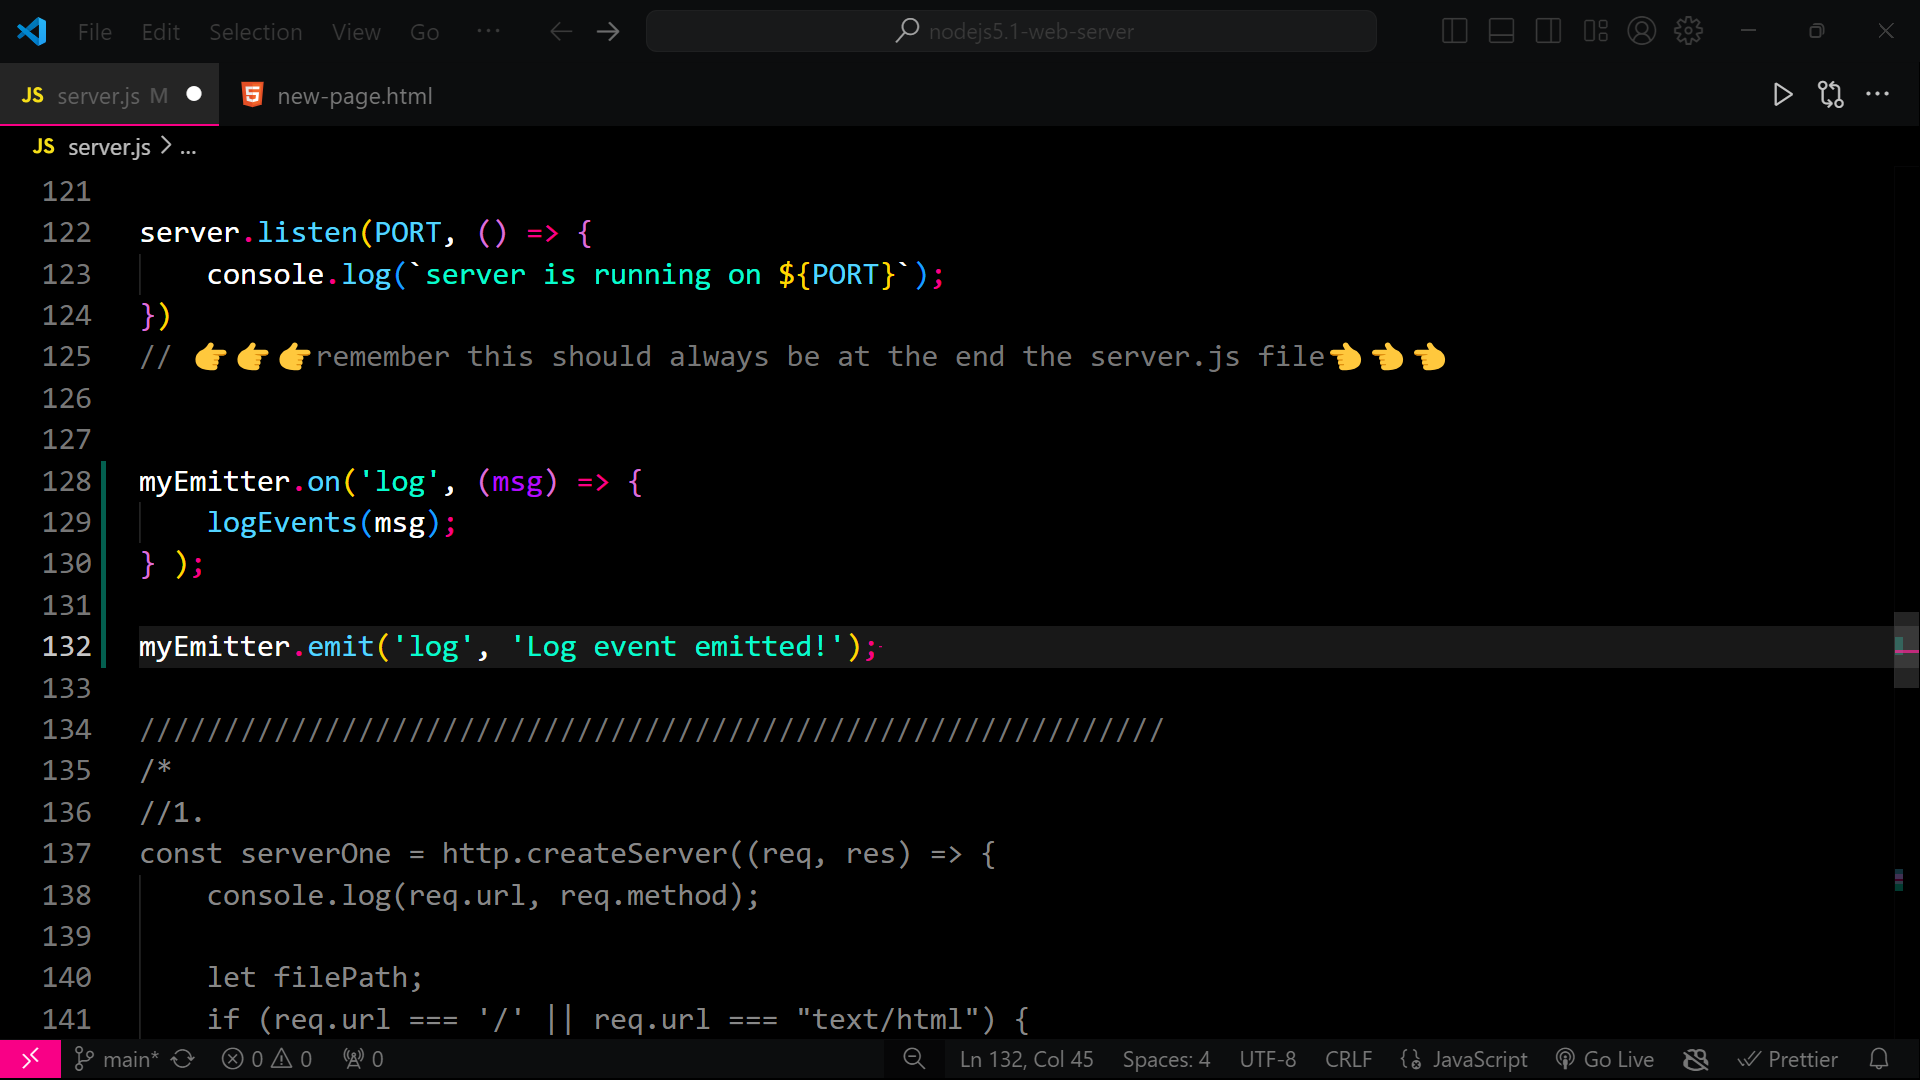 File Edit Selection View Go ··· nodejs5.1-web-server
JS server.js M new-page.html
JS server.js > ...
121
122 server.listen(PORT, () => {
123 console.log(`server is running on ${PORT}`);
124 })
125 // 👉👉👉remember this should always be at the end the server.js file👈👈👈
126
127
128 myEmitter.on('log', (msg) => {
129 logEvents(msg);
130 } );
131
132 myEmitter.emit('log', 'Log event emitted!');
133
134 /////////////////////////////////////////////////////////////
135 /*
136 //1.
137 const serverOne = http.createServer((req, res) => {
138 console.log(req.url, req.method);
139
140 let filePath;
141 if (req.url === '/' || req.url === "text/html") {
main* 0 0 0 Ln 132, Col 45 Spaces: 4 UTF-8 CRLF {} JavaScript Go Live Prettier